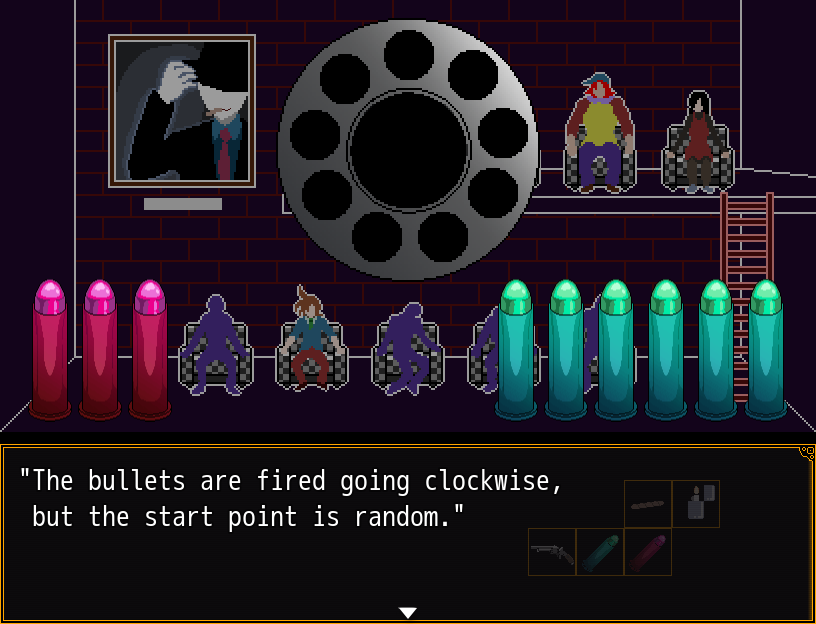 "The bullets are fired going clockwise,
but the start point is random."